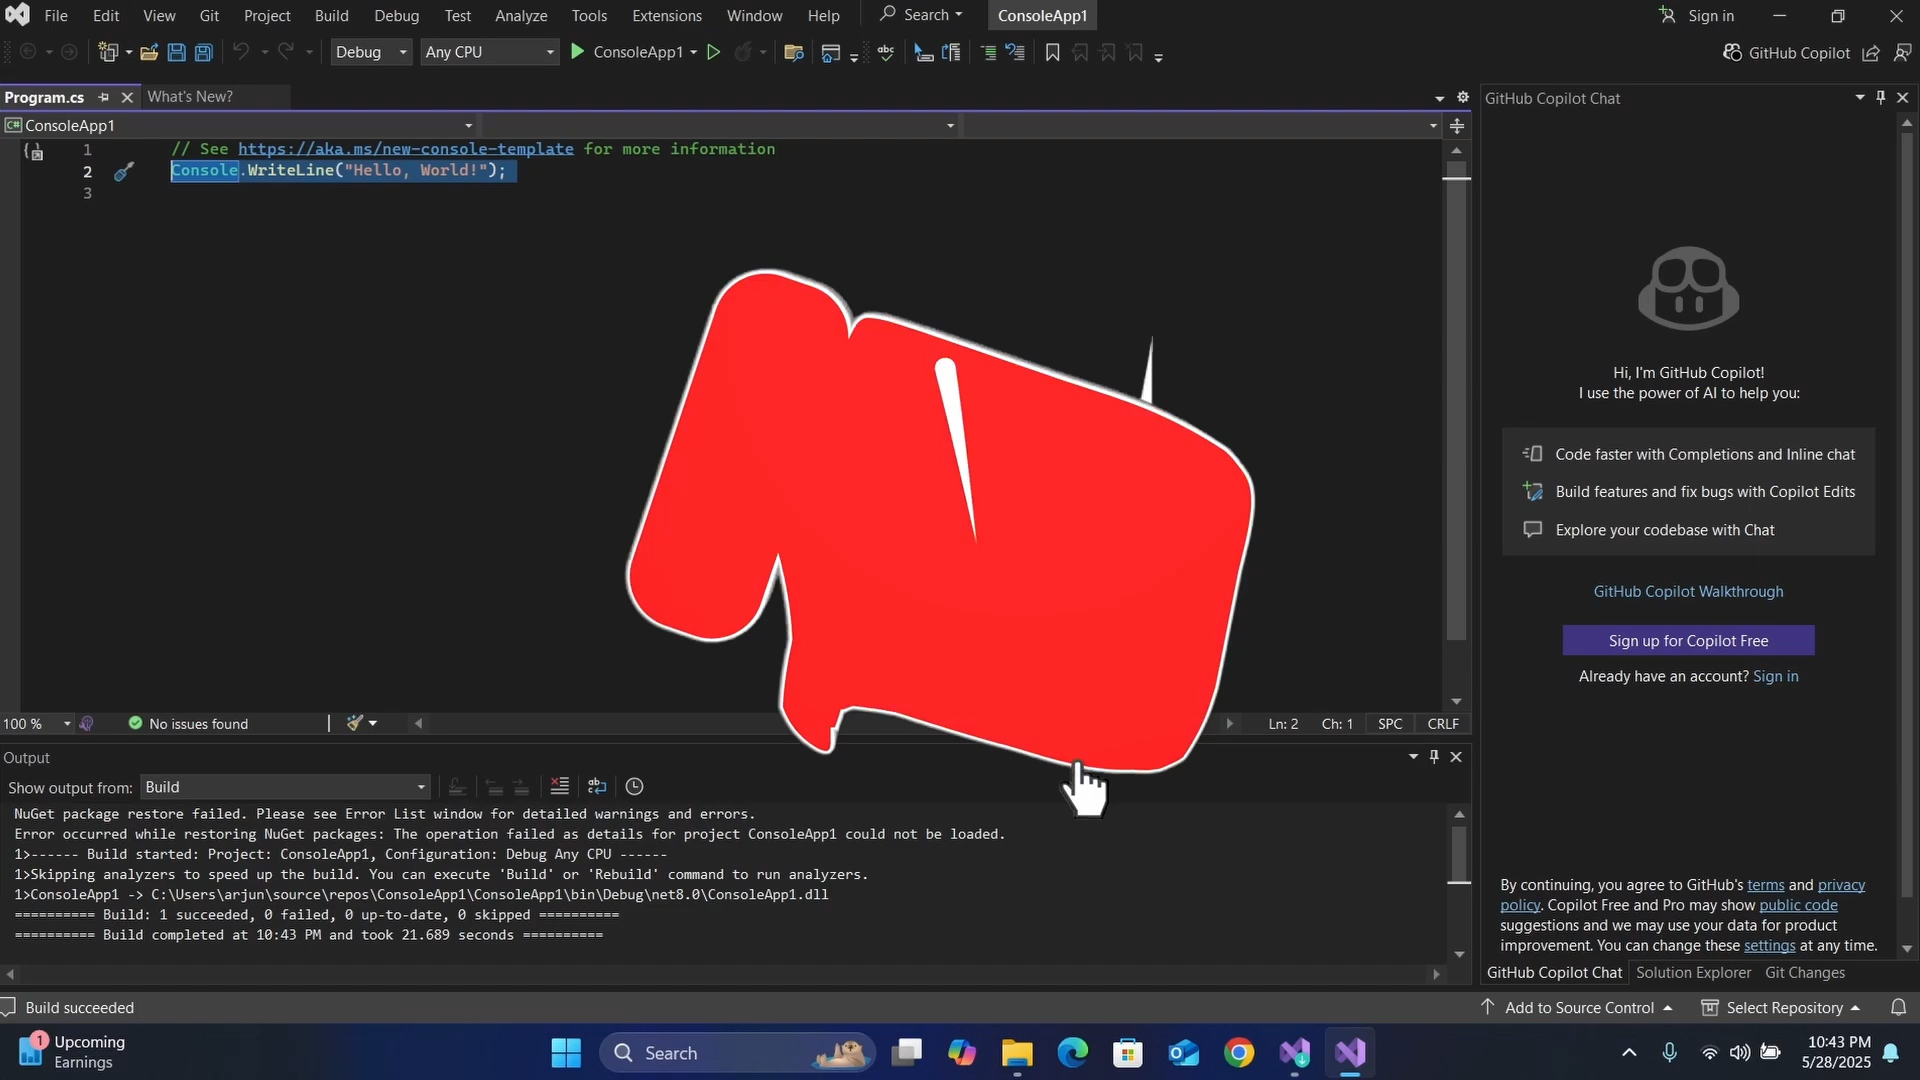 File Edit View Git Project Build Debug Test Analyze Tools Extensions Window Help Search ConsoleApp1 Sign in
Debug Any CPU ConsoleApp1 GitHub Copilot
Program.cs What's New?
C# ConsoleApp1
1 // See https://aka.ms/new-console-template for more information
2 Console.WriteLine("Hello, World!");
3
100 % No issues found Ln: 2 Ch: 1 SPC CRLF
Output
Show output from: Build
NuGet package restore failed. Please see Error List window for detailed warnings and errors.
Error occurred while restoring NuGet packages: The operation failed as details for project ConsoleApp1 could not be loaded.
1>------ Build started: Project: ConsoleApp1, Configuration: Debug Any CPU ------
1>Skipping analyzers to speed up the build. You can execute 'Build' or 'Rebuild' command to run analyzers.
1>ConsoleApp1 -> C:\Users\arjun\source\repos\ConsoleApp1\ConsoleApp1\bin\Debug\net8.0\ConsoleApp1.dll
========== Build: 1 succeeded, 0 failed, 0 up-to-date, 0 skipped ==========
========== Build completed at 10:43 PM and took 21.689 seconds ==========
GitHub Copilot Chat
Hi, I'm GitHub Copilot!
I use the power of AI to help you:
Code faster with Completions and Inline chat
Build features and fix bugs with Copilot Edits
Explore your codebase with Chat
GitHub Copilot Walkthrough
Sign up for Copilot Free
Already have an account? Sign in
By continuing, you agree to GitHub's terms and privacy
policy. Copilot Free and Pro may show public code
suggestions and we may use your data for product
improvement. You can change these settings at any time.
GitHub Copilot Chat Solution Explorer Git Changes
Build succeeded Add to Source Control Select Repository
1 Upcoming
Earnings
Search
10:43 PM
5/28/2025